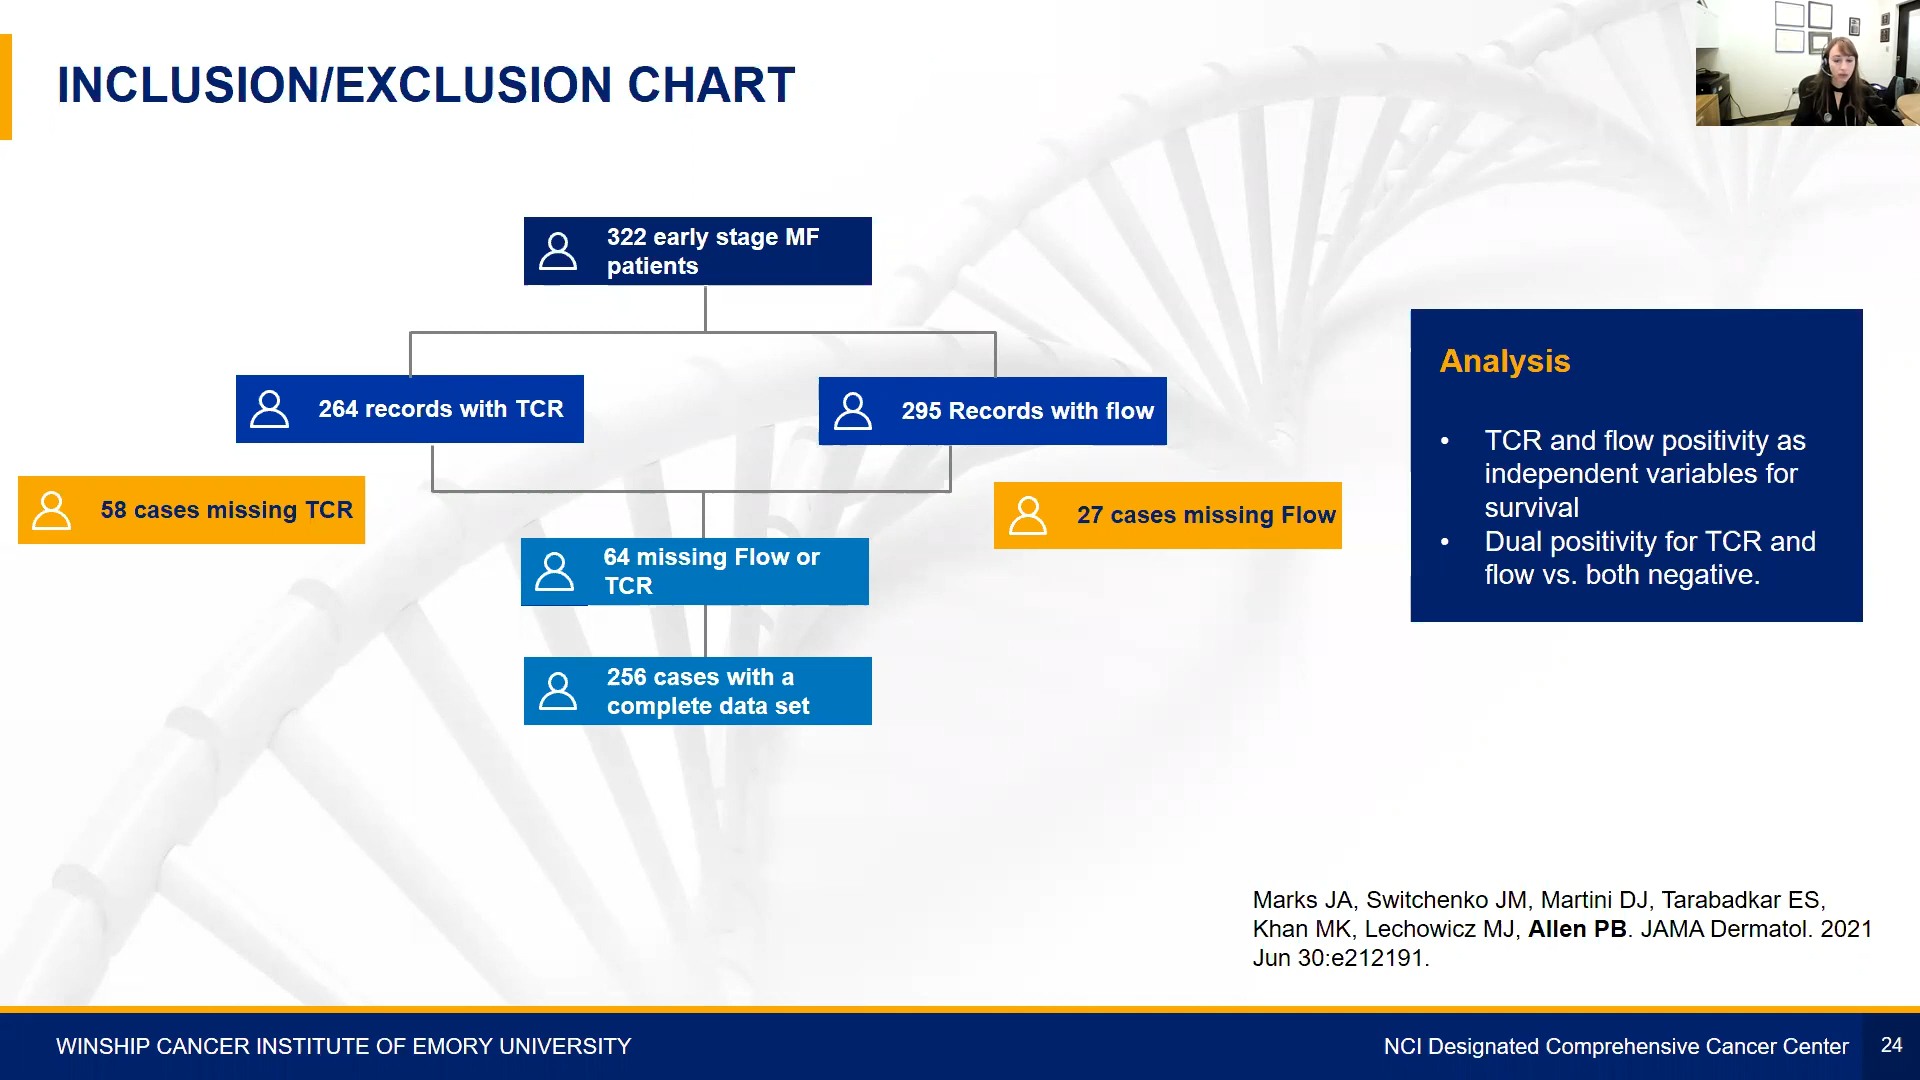 INCLUSION/EXCLUSION CHART
322 early stage MF
patients
264 records with TCR
295 Records with flow
58 cases missing TCR
27 cases missing Flow
64 missing Flow or
TCR
256 cases with a
complete data set
Analysis
• TCR and flow positivity as
independent variables for
survival
• Dual positivity for TCR and
flow vs. both negative.
Marks JA, Switchenko JM, Martini DJ, Tarabadkar ES,
Khan MK, Lechowicz MJ, Allen PB. JAMA Dermatol. 2021
Jun 30:e212191.
WINSHIP CANCER INSTITUTE OF EMORY UNIVERSITY
NCI Designated Comprehensive Cancer Center 24